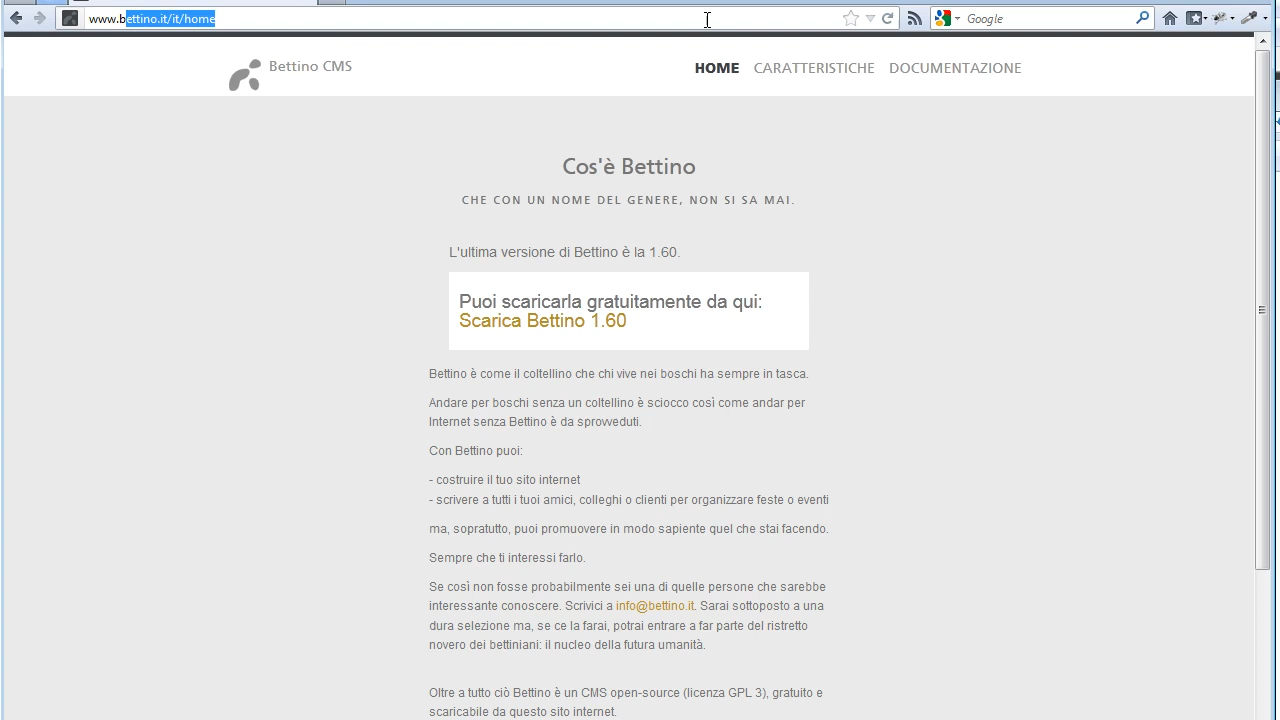 www.bettino.it/it/home
Google
Bettino CMS
HOME CARATTERISTICHE DOCUMENTAZIONE
Cos'è Bettino
CHE CON UN NOME DEL GENERE, NON SI SA MAI.
L'ultima versione di Bettino è la 1.60.
Puoi scaricarla gratuitamente da qui:
Scarica Bettino 1.60
Bettino è come il coltellino che chi vive nei boschi ha sempre in tasca.
Andare per boschi senza un coltellino è sciocco così come andar per
Internet senza Bettino è da sprovveduti.
Con Bettino puoi:
- costruire il tuo sito internet
- scrivere a tutti i tuoi amici, colleghi o clienti per organizzare feste o eventi
ma, sopratutto, puoi promuovere in modo sapiente quel che stai facendo.
Sempre che ti interessi farlo.
Se così non fosse probabilmente sei una di quelle persone che sarebbe
interessante conoscere. Scrivici a info@bettino.it. Sarai sottoposto a una
dura selezione ma, se ce la farai, potrai entrare a far parte del ristretto
novero dei bettiniani: il nucleo della futura umanità.
Oltre a tutto ciò Bettino è un CMS open-source (licenza GPL 3), gratuito e
scaricabile da questo sito internet.